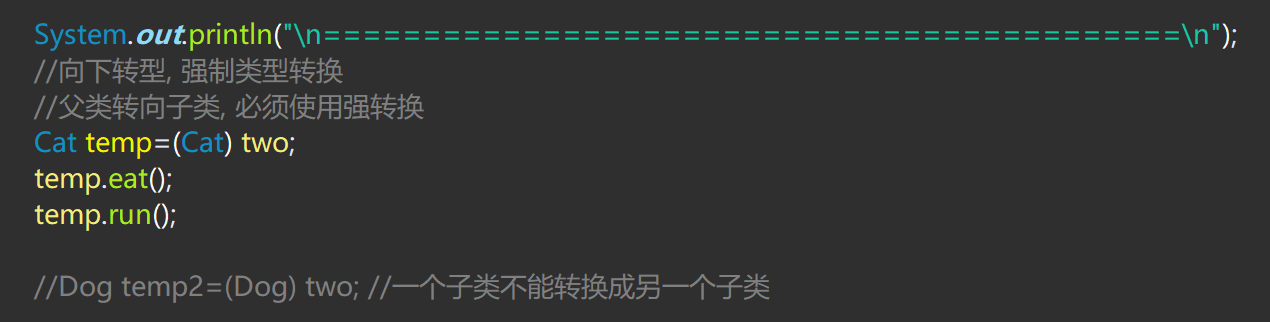 System.out.println("\n===========================================\n");
//向下转型, 强制类型转换
//父类转向子类, 必须使用强转换
Cat temp=(Cat) two;
temp.eat();
temp.run();
//Dog temp2=(Dog) two; //一个子类不能转换成另一个子类